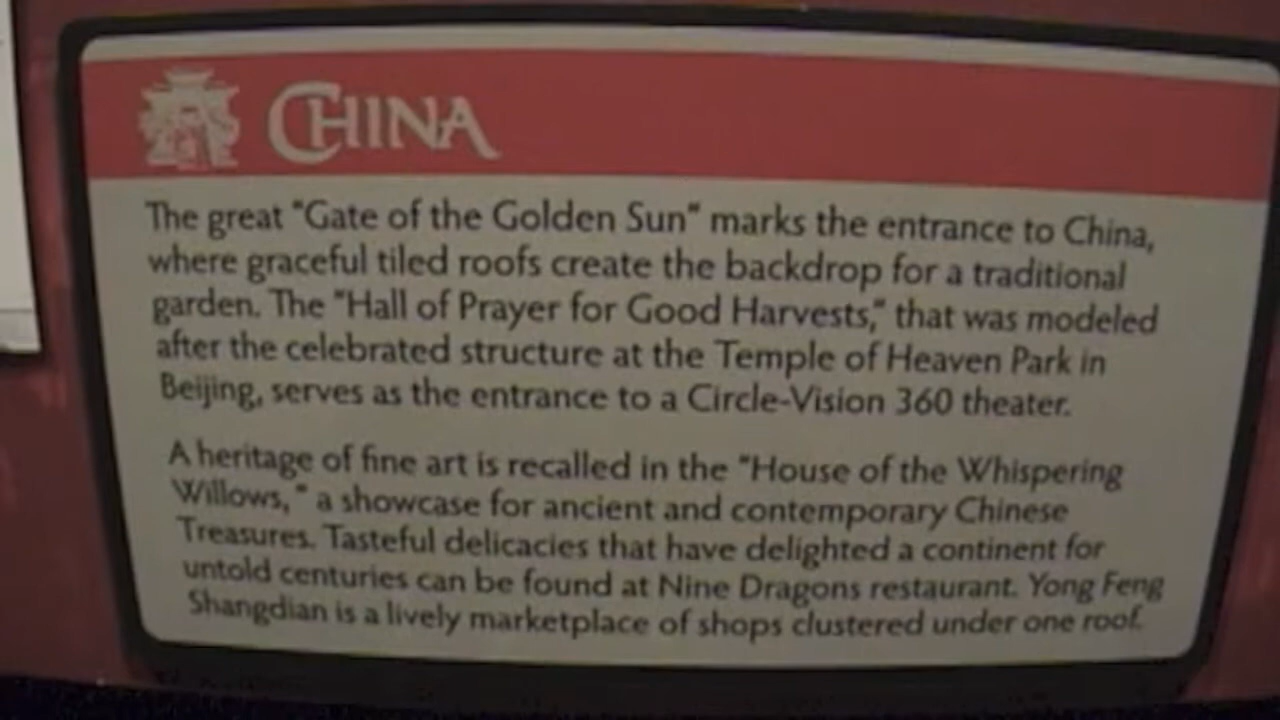 CHINA
The great "Gate of the Golden Sun" marks the entrance to China,
where graceful tiled roofs create the backdrop for a traditional
garden. The "Hall of Prayer for Good Harvests," that was modeled
after the celebrated structure at the Temple of Heaven Park in
Beijing, serves as the entrance to a Circle-Vision 360 theater.
A heritage of fine art is recalled in the "House of the Whispering
Willows, " a showcase for ancient and contemporary Chinese
Treasures. Tasteful delicacies that have delighted a continent for
untold centuries can be found at Nine Dragons restaurant. Yong Feng
Shangdian is a lively marketplace of shops clustered under one roof.